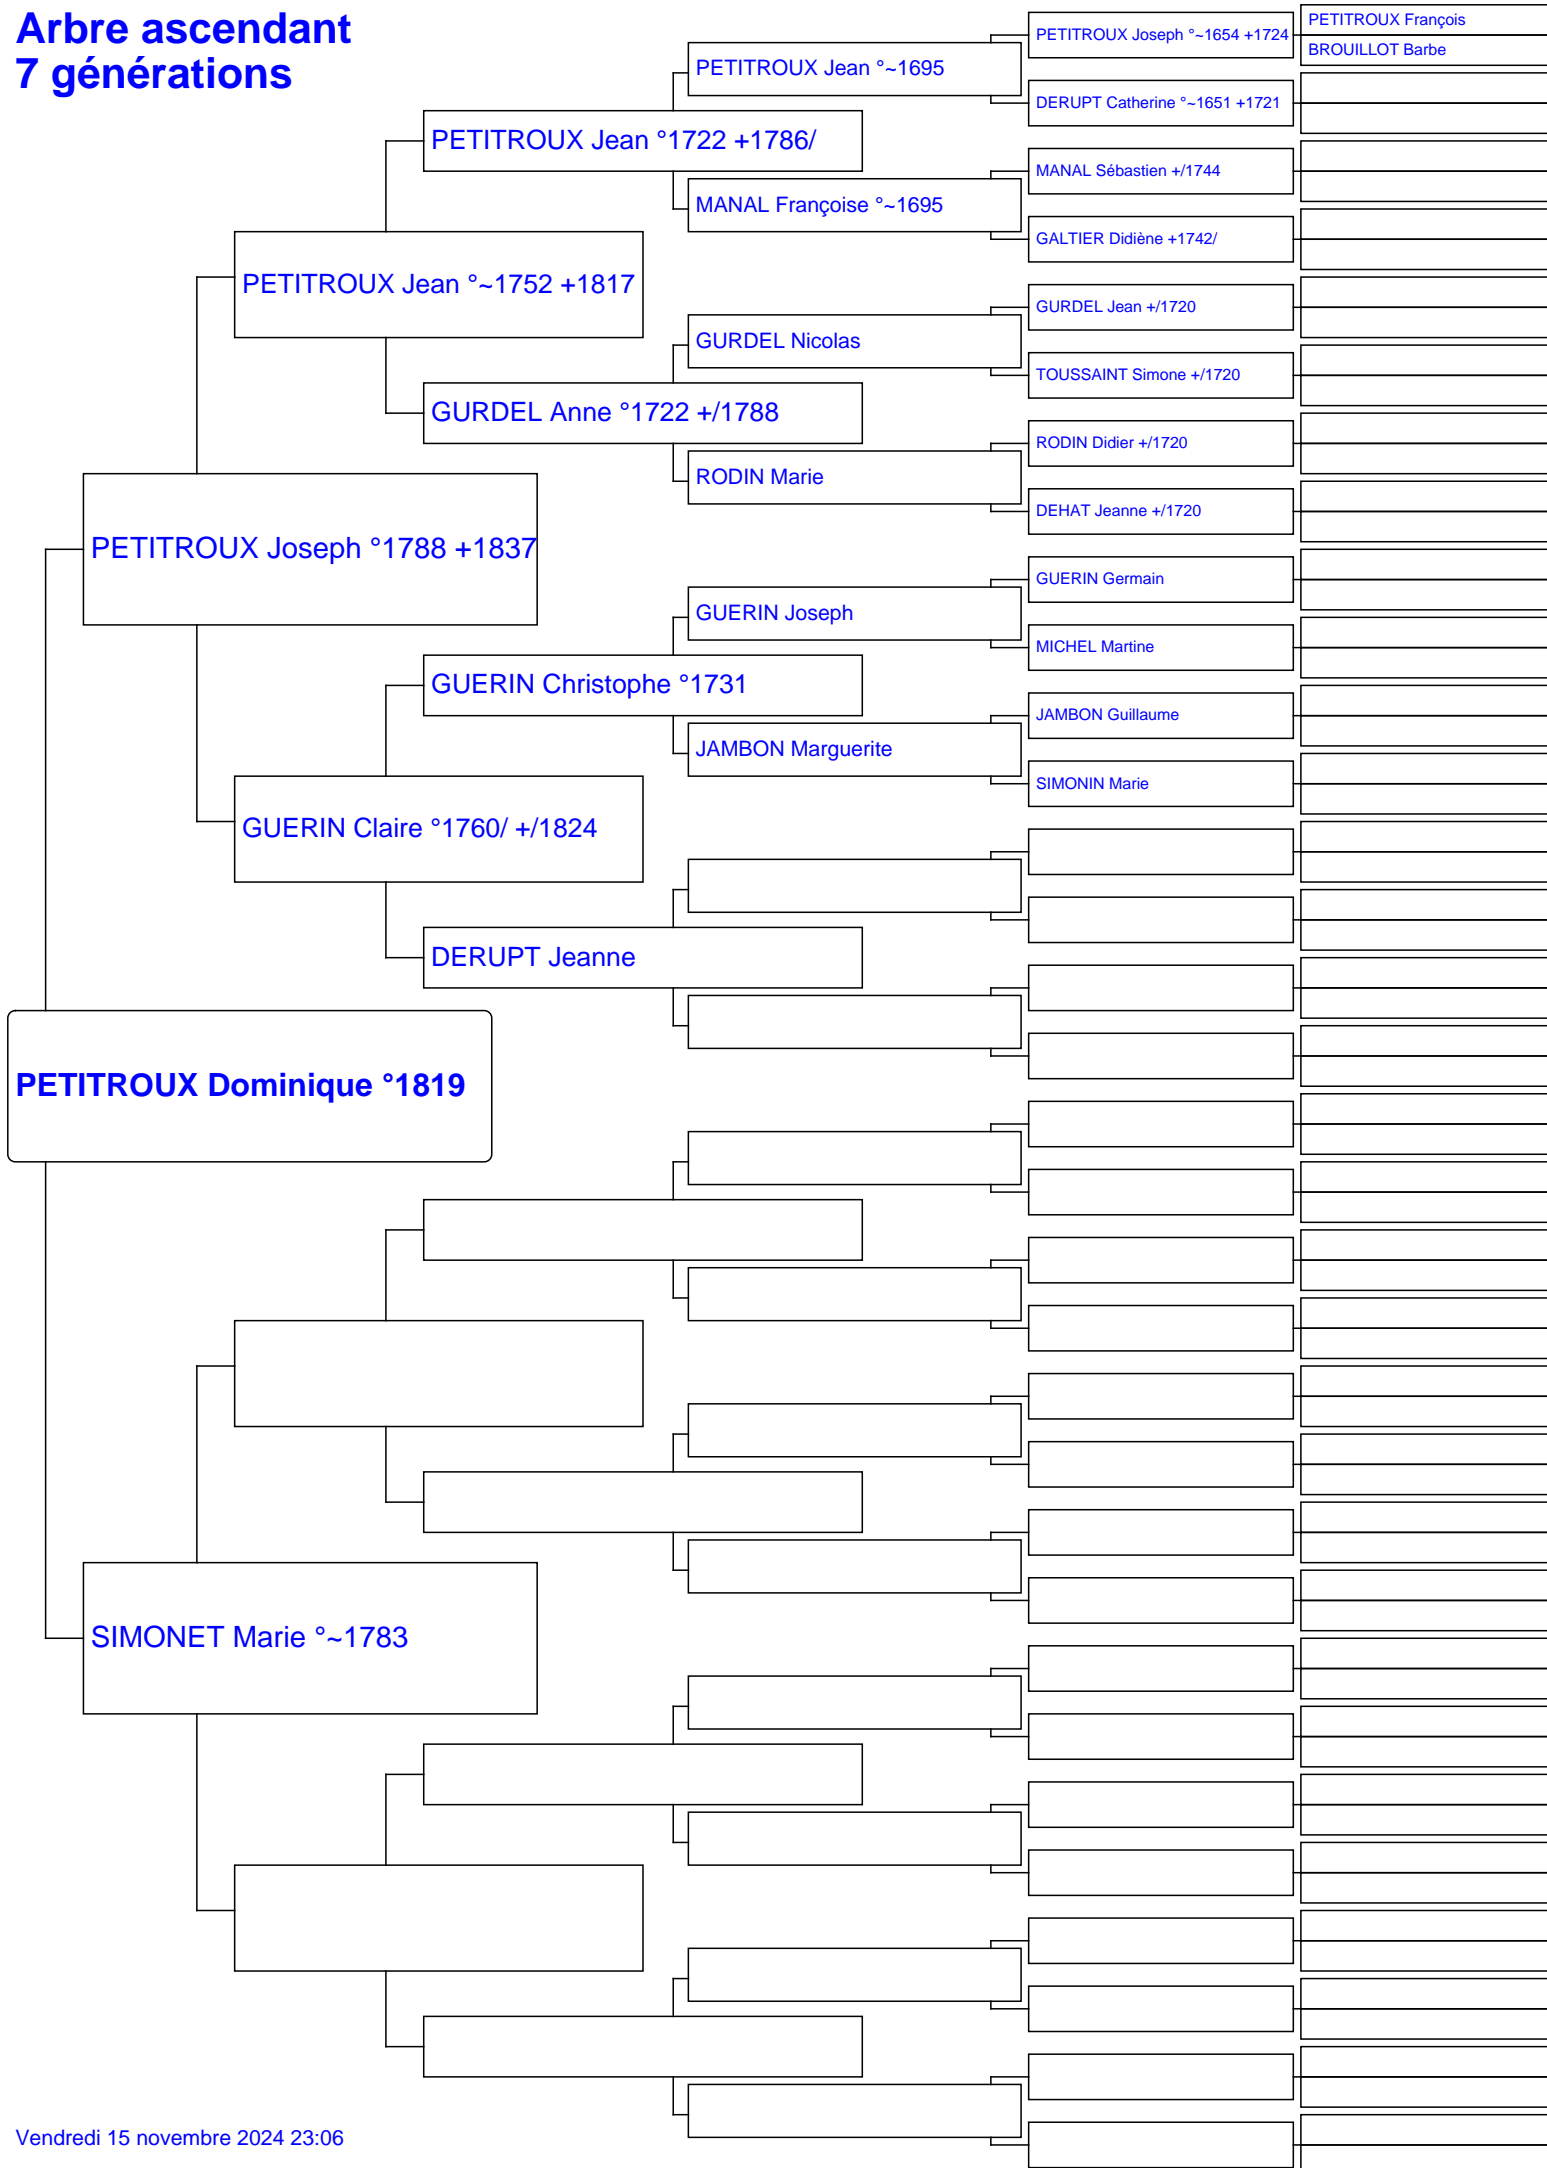 Arbre ascendant
7 générations
PETITROUX François
BROUILLOT Barbe
PETITROUX Joseph °~1654 +1724
PETITROUX Jean °~1695
DERUPT Catherine °~1651 +1721
PETITROUX Jean °1722 +1786/
MANAL Sébastien +/1744
MANAL Françoise °~1695
GALTIER Didiène +1742/
PETITROUX Jean °~1752 +1817
GURDEL Jean +/1720
GURDEL Nicolas
TOUSSAINT Simone +/1720
GURDEL Anne °1722 +/1788
RODIN Didier +/1720
RODIN Marie
DEHAT Jeanne +/1720
PETITROUX Joseph °1788 +1837
GUERIN Germain
GUERIN Joseph
MICHEL Martine
GUERIN Christophe °1731
JAMBON Guillaume
JAMBON Marguerite
SIMONIN Marie
GUERIN Claire °1760/ +/1824
DERUPT Jeanne
PETITROUX Dominique °1819
SIMONET Marie °~1783
Vendredi 15 novembre 2024 23:06